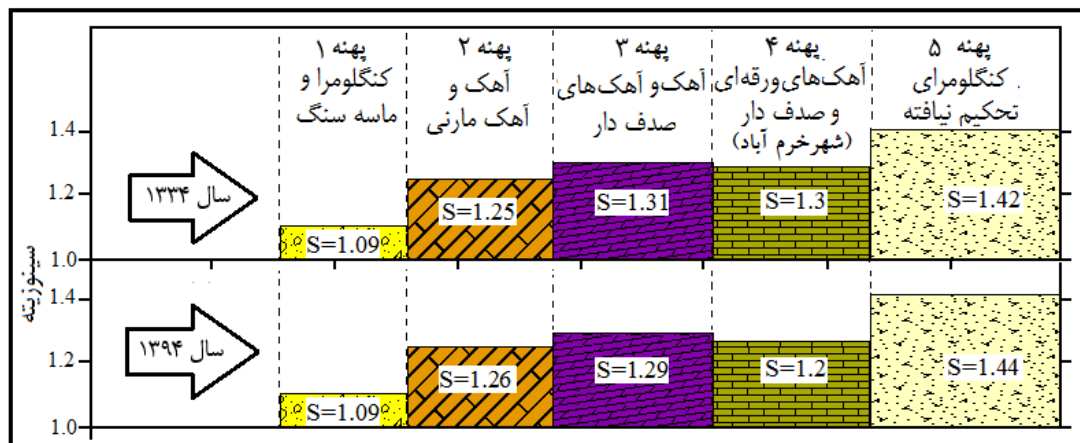 پهنه ۱
کنگلومرا و
ماسه سنگ
پهنه ۲
آهک و
آهک مارنی
پهنه ۳
آهک و آهک‌های
صدف دار
پهنه ۴
آهک‌های ورقه‌ای
و صدف دار
(شهرخرم آباد)
پهنه ۵
کنگلومرای
تحکیم نیافته
سینوزیته
1.4
1.2
1.0
سال ۱۳۳۴
S=1.09
S=1.25
S=1.31
S=1.3
S=1.42
1.4
1.2
1.0
سال ۱۳۹۴
S=1.09
S=1.26
S=1.29
S=1.2
S=1.44